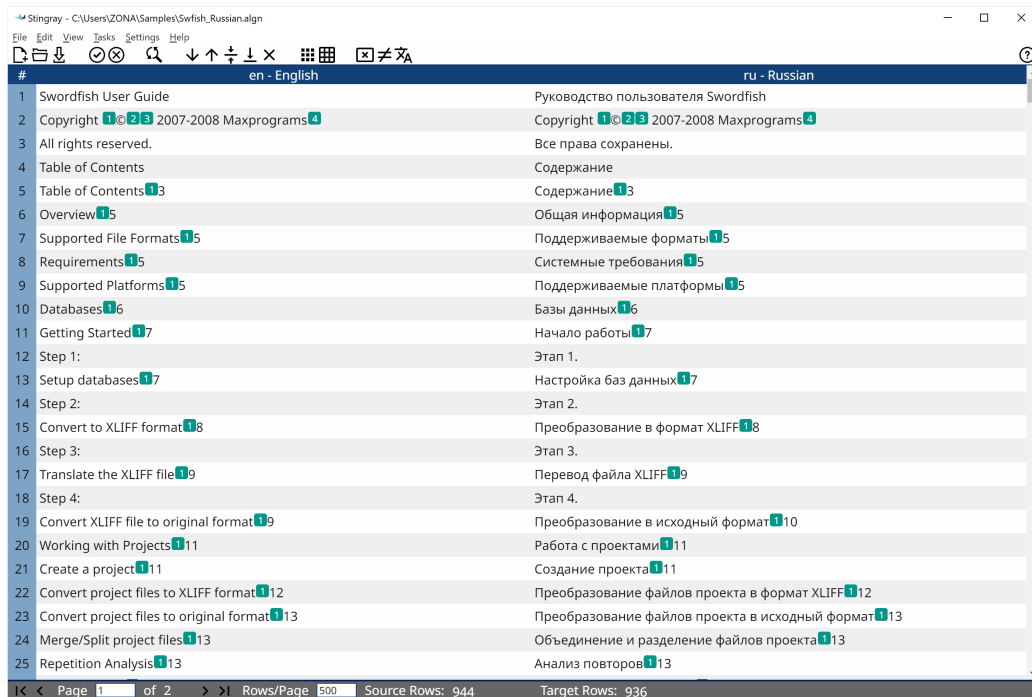 Stingray - C:\Users\ZONA\Samples\Swfish_Russian.algn
File Edit View Tasks Settings Help
# en - English ru - Russian
1 Swordfish User Guide Руководство пользователя Swordfish
2 Copyright 1©2 3 2007-2008 Maxprograms4 Copyright 1©2 3 2007-2008 Maxprograms4
3 All rights reserved. Все права сохранены.
4 Table of Contents Содержание
5 Table of Contents13 Содержание13
6 Overview15 Общая информация15
7 Supported File Formats15 Поддерживаемые форматы15
8 Requirements15 Системные требования15
9 Supported Platforms15 Поддерживаемые платформы15
10 Databases16 Базы данных16
11 Getting Started17 Начало работы17
12 Step 1: Этап 1.
13 Setup databases17 Настройка баз данных17
14 Step 2: Этап 2.
15 Convert to XLIFF format18 Преобразование в формат XLIFF18
16 Step 3: Этап 3.
17 Translate the XLIFF file19 Перевод файла XLIFF19
18 Step 4: Этап 4.
19 Convert XLIFF file to original format19 Преобразование в исходный формат110
20 Working with Projects111 Работа с проектами111
21 Create a project111 Создание проекта111
22 Convert project files to XLIFF format112 Преобразование файлов проекта в формат XLIFF112
23 Convert project files to original format113 Преобразование файлов проекта в исходный формат113
24 Merge/Split project files113 Объединение и разделение файлов проекта113
25 Repetition Analysis113 Анализ повторов113
Page 1 of 2 Rows/Page 500 Source Rows: 944 Target Rows: 936